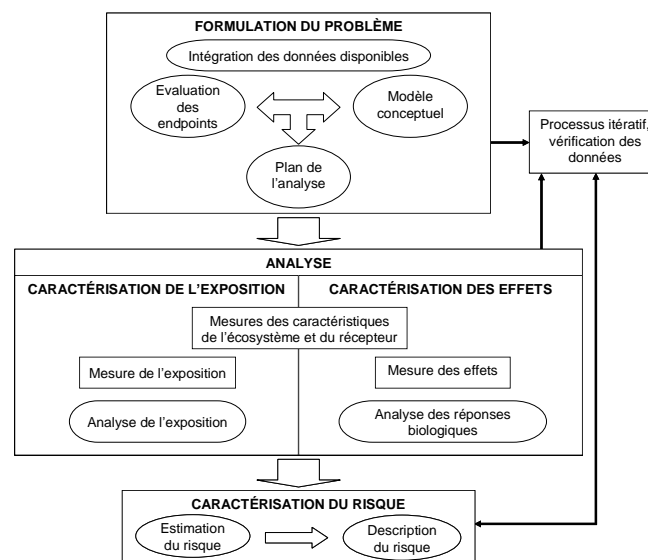 FORMULATION DU PROBLÈME
Intégration des données disponibles
Evaluation
des
endpoints
Modèle
conceptuel
Plan de
l'analyse
Processus itératif,
vérification des
données
ANALYSE
CARACTÉRISATION DE L'EXPOSITION
CARACTÉRISATION DES EFFETS
Mesures des caractéristiques
de l'écosystème et du récepteur
Mesure de l'exposition
Mesure des effets
Analyse de l'exposition
Analyse des réponses
biologiques
CARACTÉRISATION DU RISQUE
Estimation
du risque
Description
du risque